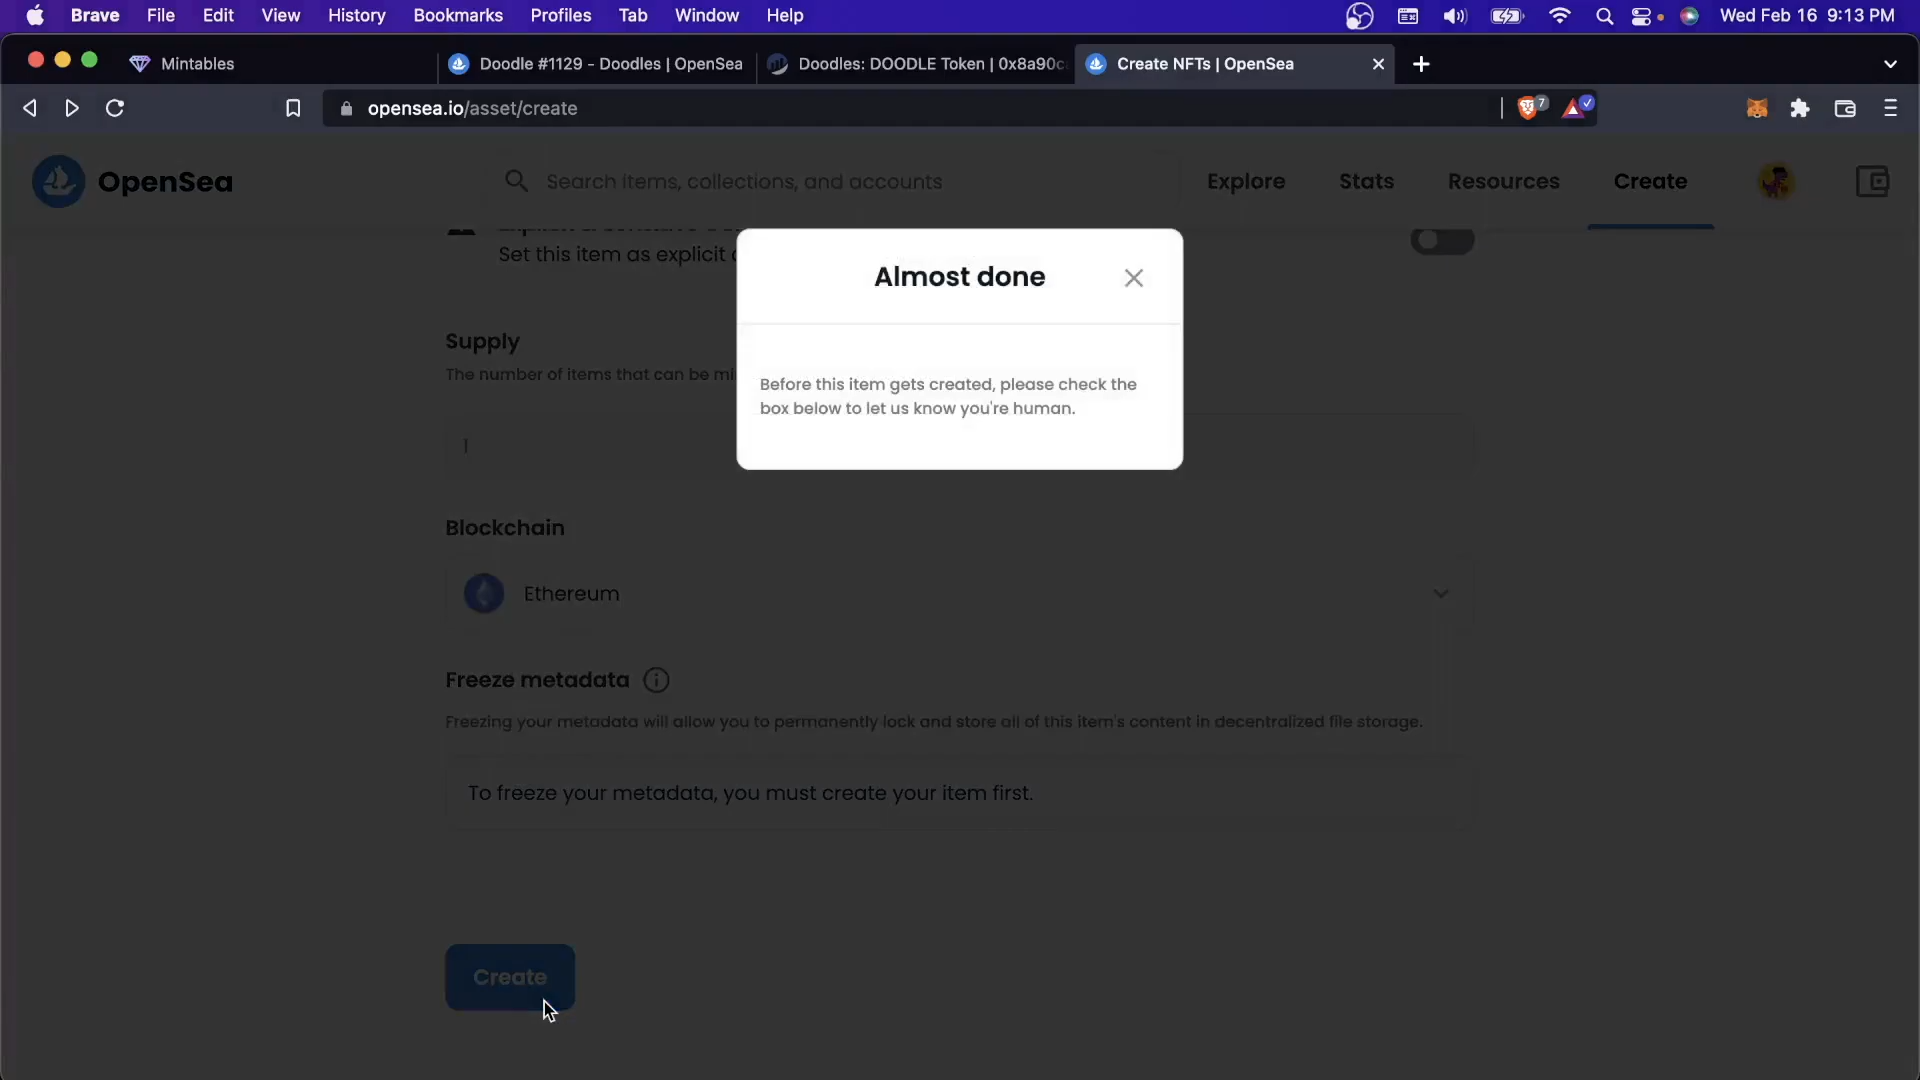 Brave File Edit View History Bookmarks Profiles Tab Window Help Wed Feb 16 9:13 PM
Mintables Doodle #1129 - Doodles | OpenSea Doodles: DOODLE Token | 0x8a90c Create NFTs | OpenSea
opensea.io/asset/create 7
OpenSea Search items, collections, and accounts Explore Stats Resources Create
Set this item as explicit
Almost done
Before this item gets created, please check the
box below to let us know you're human.
Supply
The number of items that can be
1
Blockchain
Ethereum
Freeze metadata
Freezing your metadata will allow you to permanently lock and store all of this item's content in decentralized file storage.
To freeze your metadata, you must create your item first.
Create